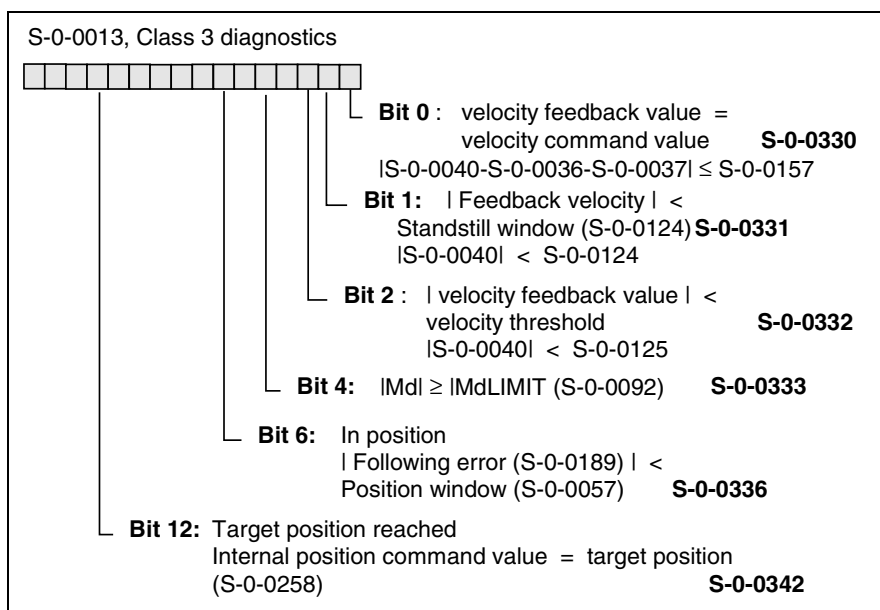 S-0-0013, Class 3 diagnostics
Bit 0 : velocity feedback value =
velocity command value S-0-0330
|S-0-0040-S-0-0036-S-0-0037| ≤ S-0-0157
Bit 1: | Feedback velocity | <
Standstill window (S-0-0124) S-0-0331
|S-0-0040| < S-0-0124
Bit 2 : | velocity feedback value | <
velocity threshold S-0-0332
|S-0-0040| < S-0-0125
Bit 4: |Md| ≥ |MdLIMIT (S-0-0092) S-0-0333
Bit 6: In position
| Following error (S-0-0189) | <
Position window (S-0-0057) S-0-0336
Bit 12: Target position reached
Internal position command value = target position
(S-0-0258) S-0-0342